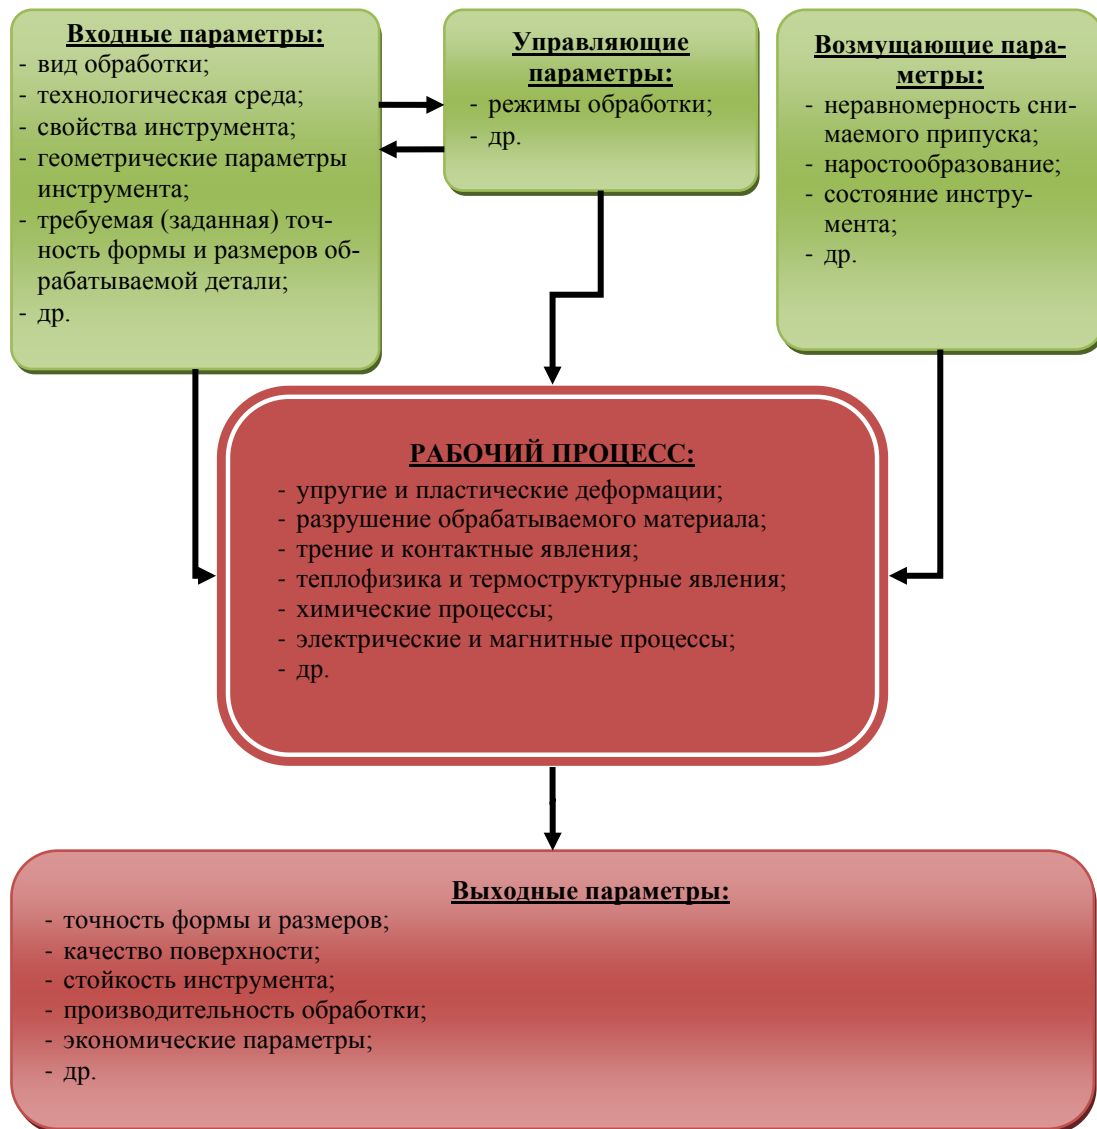 Входные параметры:
- вид обработки;
- технологическая среда;
- свойства инструмента;
- геометрические параметры
инструмента;
- требуемая (заданная) точ-
ность формы и размеров об-
рабатываемой детали;
- др.
Управляющие
параметры:
- режимы обработки;
- др.
Возмущающие пара-
метры:
- неравномерность сни-
маемого припуска;
- наростообразование;
- состояние инстру-
мента;
- др.
РАБОЧИЙ ПРОЦЕСС:
- упругие и пластические деформации;
- разрушение обрабатываемого материала;
- трение и контактные явления;
- теплофизика и термоструктурные явления;
- химические процессы;
- электрические и магнитные процессы;
- др.
Выходные параметры:
- точность формы и размеров;
- качество поверхности;
- стойкость инструмента;
- производительность обработки;
- экономические параметры;
- др.